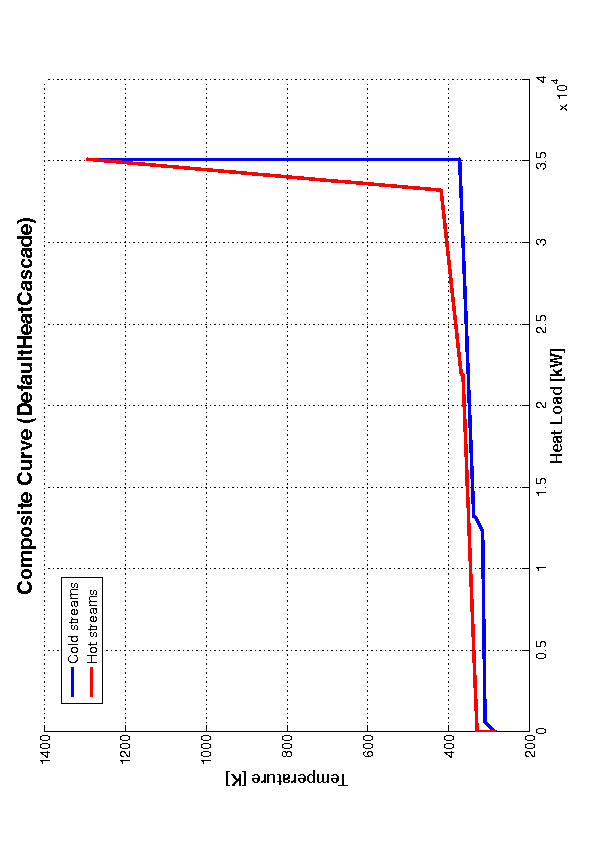 Composite Curve (DefaultHeatCascade)
Cold streams
Hot streams
Temperature [K]
1400
1200
1000
800
600
400
200
0
0.5
1
1.5
2
2.5
3
3.5
4
x 10^4
Heat Load [kW]